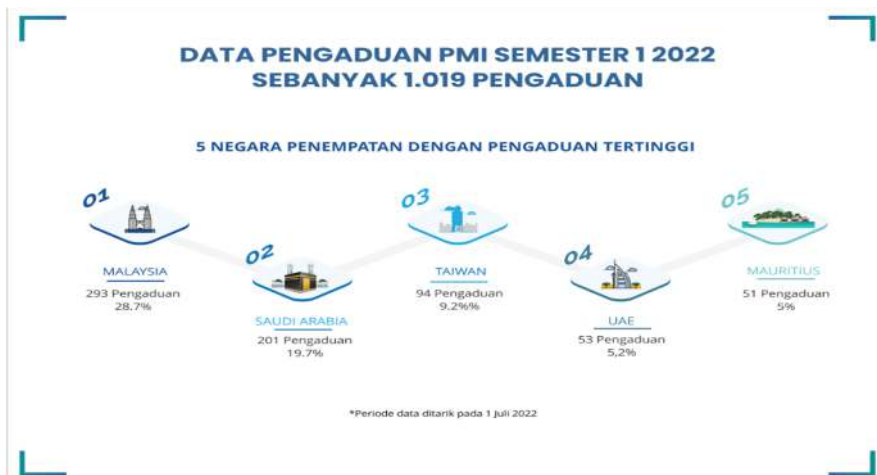 DATA PENGADUAN PMI SEMESTER 1 2022
SEBANYAK 1.019 PENGADUAN
5 NEGARA PENEMPATAN DENGAN PENGADUAN TERTINGGI
01
MALAYSIA
293 Pengaduan
28.7%
02
SAUDI ARABIA
201 Pengaduan
19.7%
03
TAIWAN
94 Pengaduan
9.2%%
04
UAE
53 Pengaduan
5,2%
05
MAURITIUS
51 Pengaduan
5%
*Periode data ditarik pada 1 Juli 2022